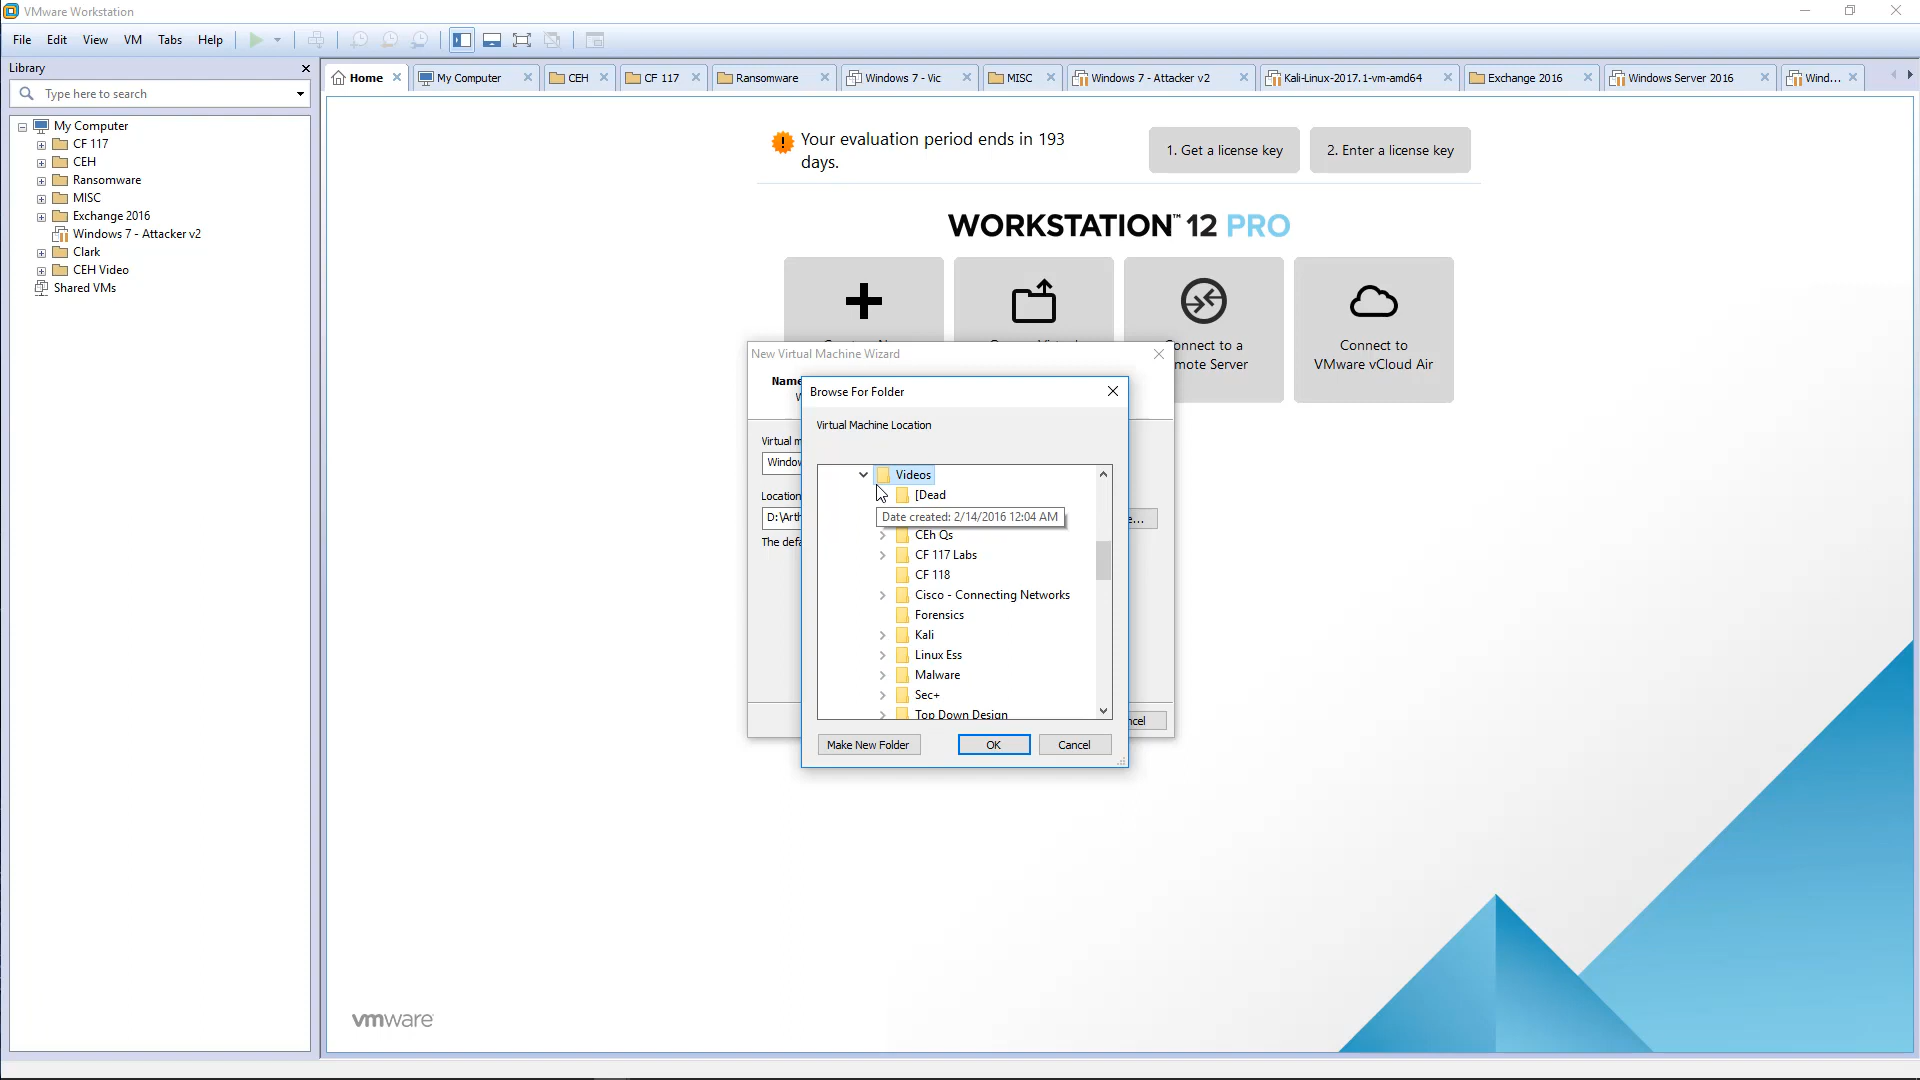 VMware Workstation
File Edit View VM Tabs Help
Library
Type here to search
My Computer
CF 117
CEH
Ransomware
MISC
Exchange 2016
Windows 7 - Attacker v2
Clark
CEH Video
Shared VMs
Home My Computer CEH CF 117 Ransomware Windows 7 - Vic MISC Windows 7 - Attacker v2 Kali-Linux-2017.1-vm-amd64 Exchange 2016 Windows Server 2016 Wind...
Your evaluation period ends in 193
days.
1. Get a license key
2. Enter a license key
WORKSTATION™ 12 PRO
Connect to a
mote Server
Connect to
VMware vCloud Air
New Virtual Machine Wizard
Name
Virtual m
Window
Location
D:\Arth
The defa
e...
ncel
Browse For Folder
Virtual Machine Location
Videos
[Dead
Date created: 2/14/2016 12:04 AM
CEh Qs
CF 117 Labs
CF 118
Cisco - Connecting Networks
Forensics
Kali
Linux Ess
Malware
Sec+
Top Down Design
Make New Folder
OK
Cancel
vmware